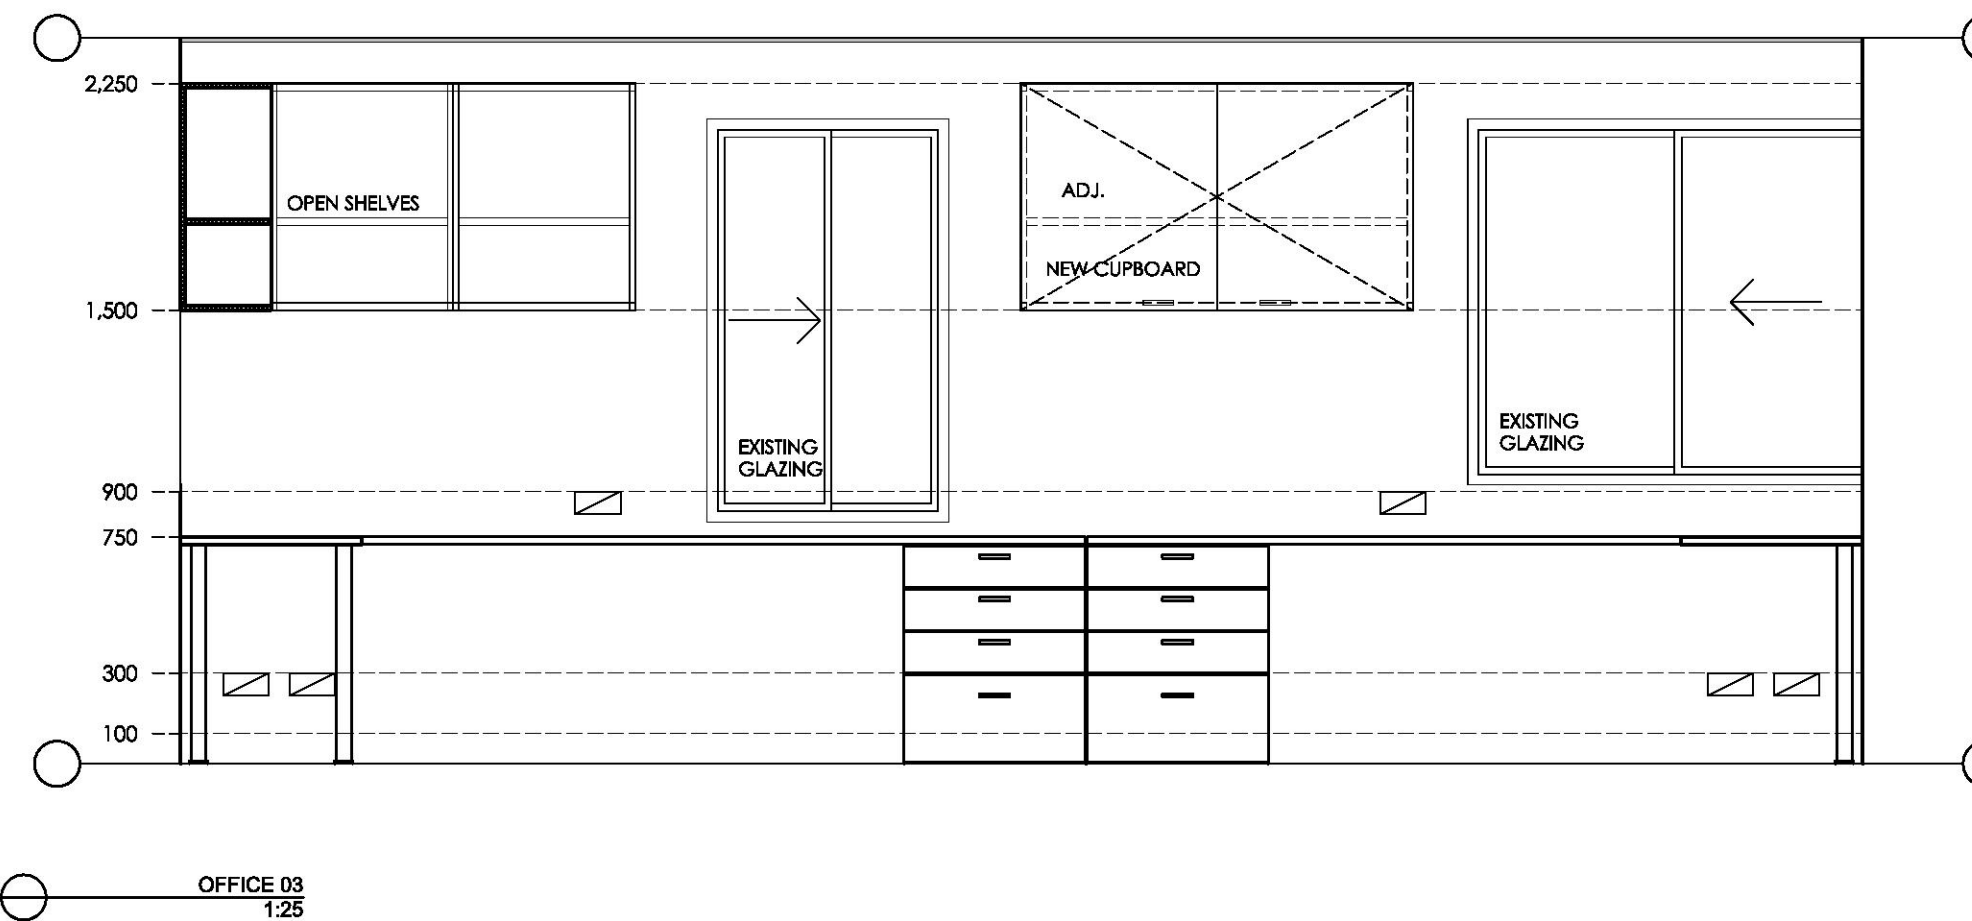 2,250
OPEN SHELVES
ADJ.
NEW CUPBOARD
1,500
EXISTING
GLAZING
EXISTING
GLAZING
900
750
300
100
OFFICE 03
1:25